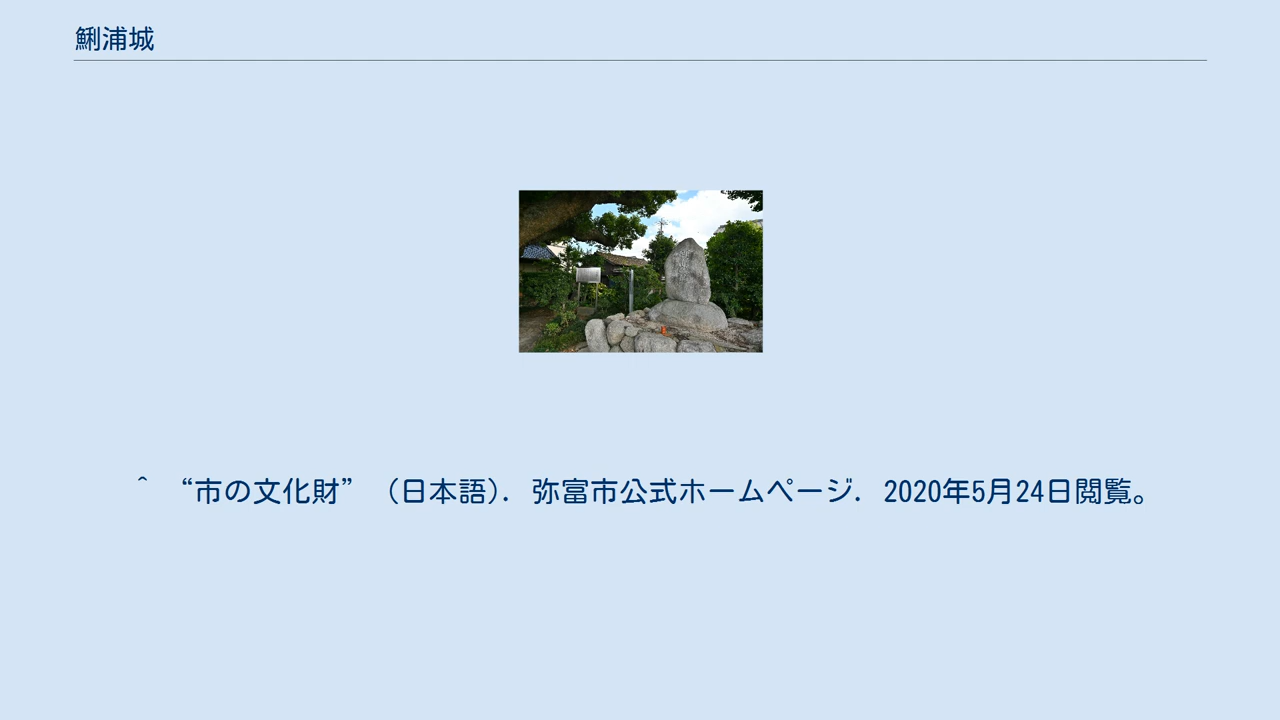 鯏浦城
^ “市の文化財” (日本語). 弥富市公式ホームページ. 2020年5月24日閲覧。